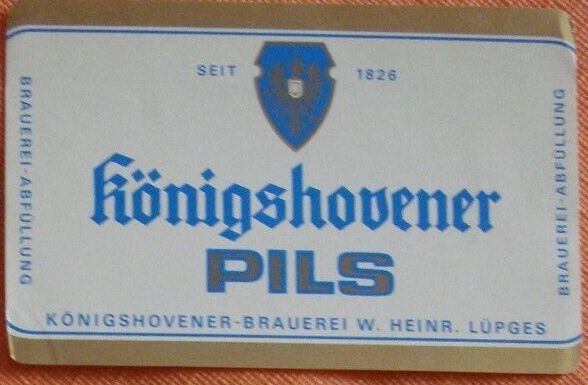 SEIT 1826
Königshovener
PILS
KÖNIGSHOVENER-BRAUEREI W. HEINR. LÜPGES
BRAUEREI-ABFÜLLUNG
BRAUEREI-ABFÜLLUNG